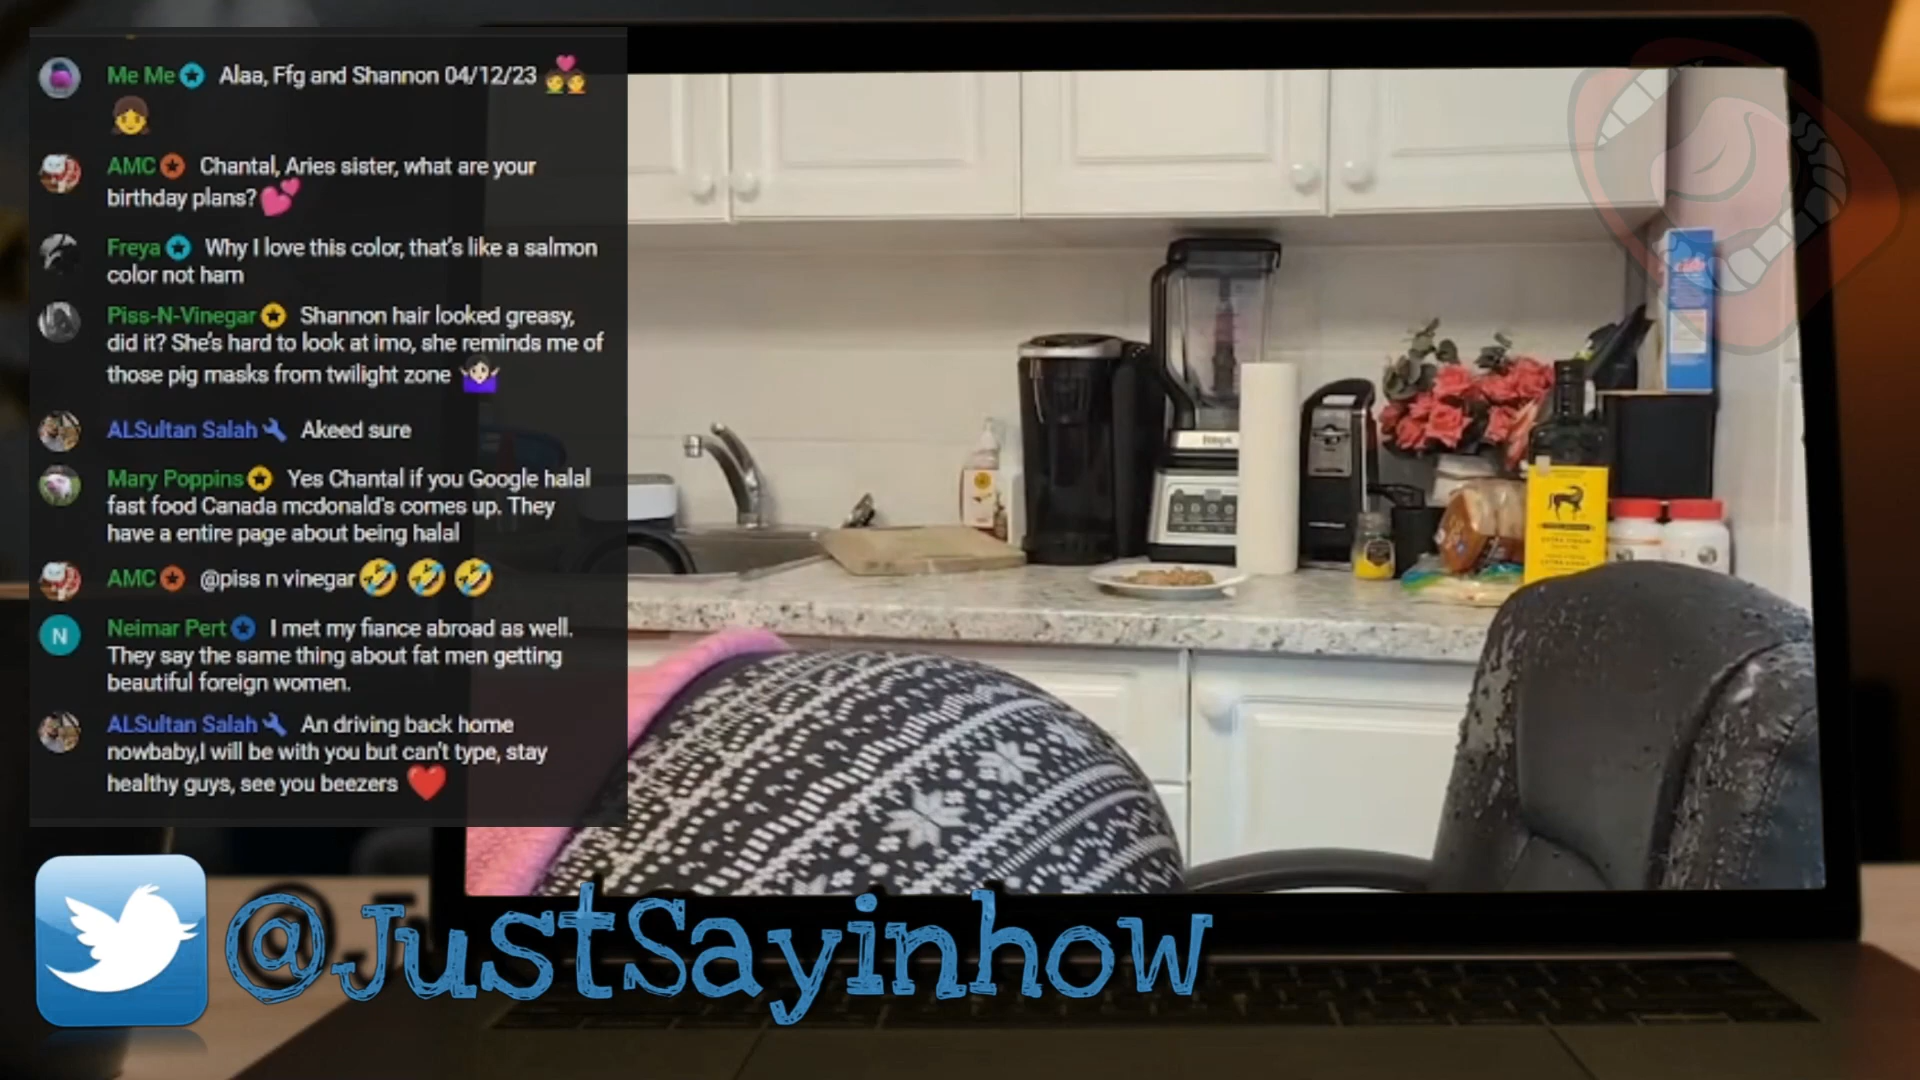 Me Me Alaa, Ffg and Shannon 04/12/23
AMC Chantal, Aries sister, what are your
birthday plans?
Freya Why I love this color, that's like a salmon
color not ham
Piss-N-Vinegar Shannon hair looked greasy,
did it? She's hard to look at imo, she reminds me of
those pig masks from twilight zone
ALSultan Salah Akeed sure
Mary Poppins Yes Chantal if you Google halal
fast food Canada mcdonald's comes up. They
have a entire page about being halal
AMC @piss n vinegar
N
Neimar Pert I met my fiance abroad as well.
They say the same thing about fat men getting
beautiful foreign women.
ALSultan Salah An driving back home
nowbaby,I will be with you but can't type, stay
healthy guys, see you beezers
Ninja
@JustSayinhow